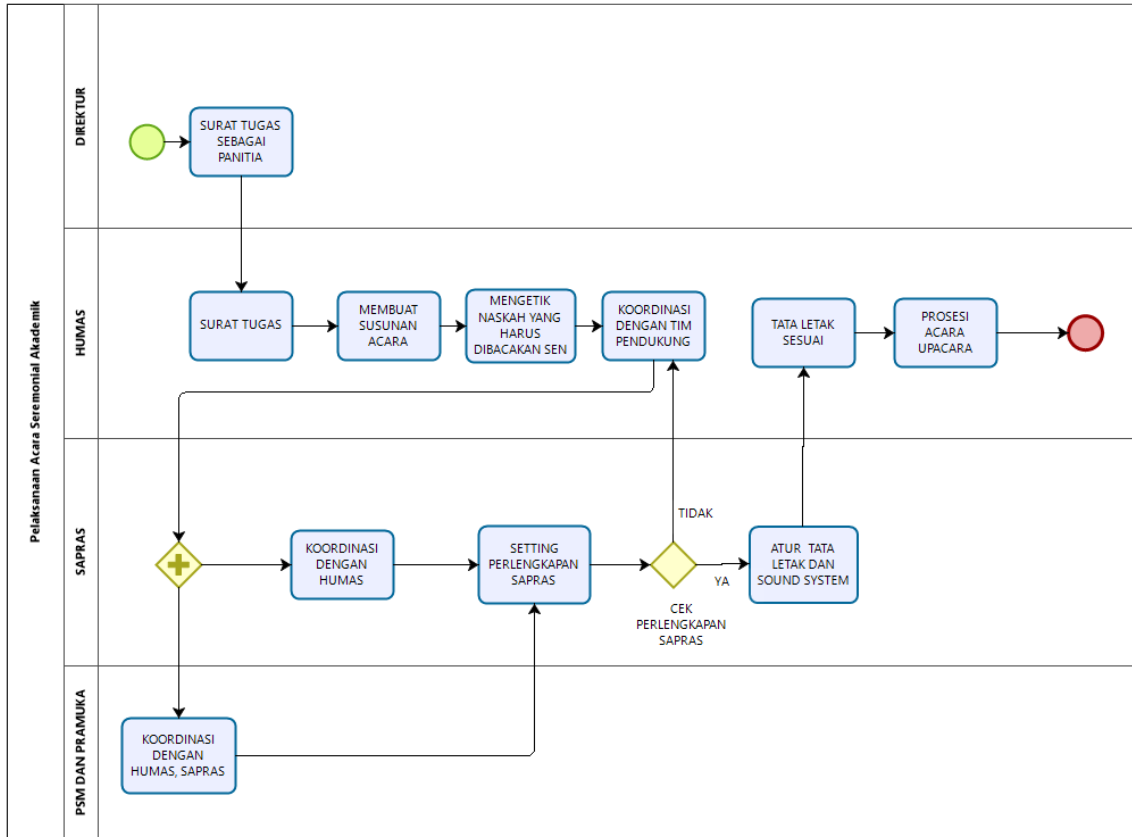 Pelaksanaan Acara Seremonial Akademik
DIREKTUR
SURAT TUGAS
SEBAGAI
PANITIA
HUMAS
SURAT TUGAS
MEMBUAT
SUSUNAN
ACARA
MENGETIK
NASKAH YANG
HARUS
DIBACAKAN SEN
KOORDINASI
DENGAN TIM
PENDUKUNG
TATA LETAK
SESUAI
PROSESI
ACARA
UPACARA
SAPRAS
KOORDINASI
DENGAN
HUMAS
SETTING
PERLENGKAPAN
SAPRAS
TIDAK
YA
CEK
PERLENGKAPAN
SAPRAS
ATUR TATA
LETAK DAN
SOUND SYSTEM
PSM DAN PRAMUKA
KOORDINASI
DENGAN
HUMAS, SAPRAS